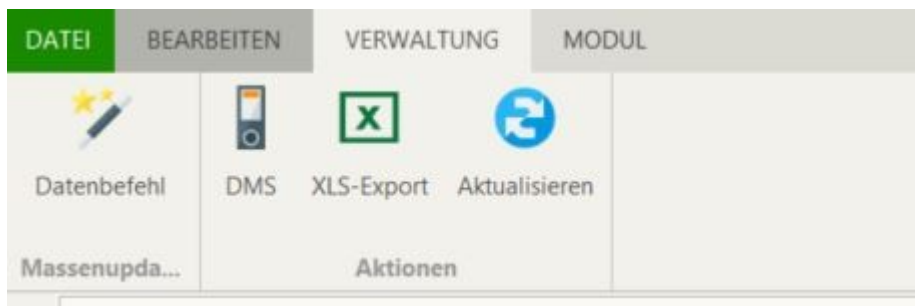 DATEI BEARBEITEN VERWALTUNG MODUL
Datenbefehl DMS XLS-Export Aktualisieren
Massenupda... Aktionen